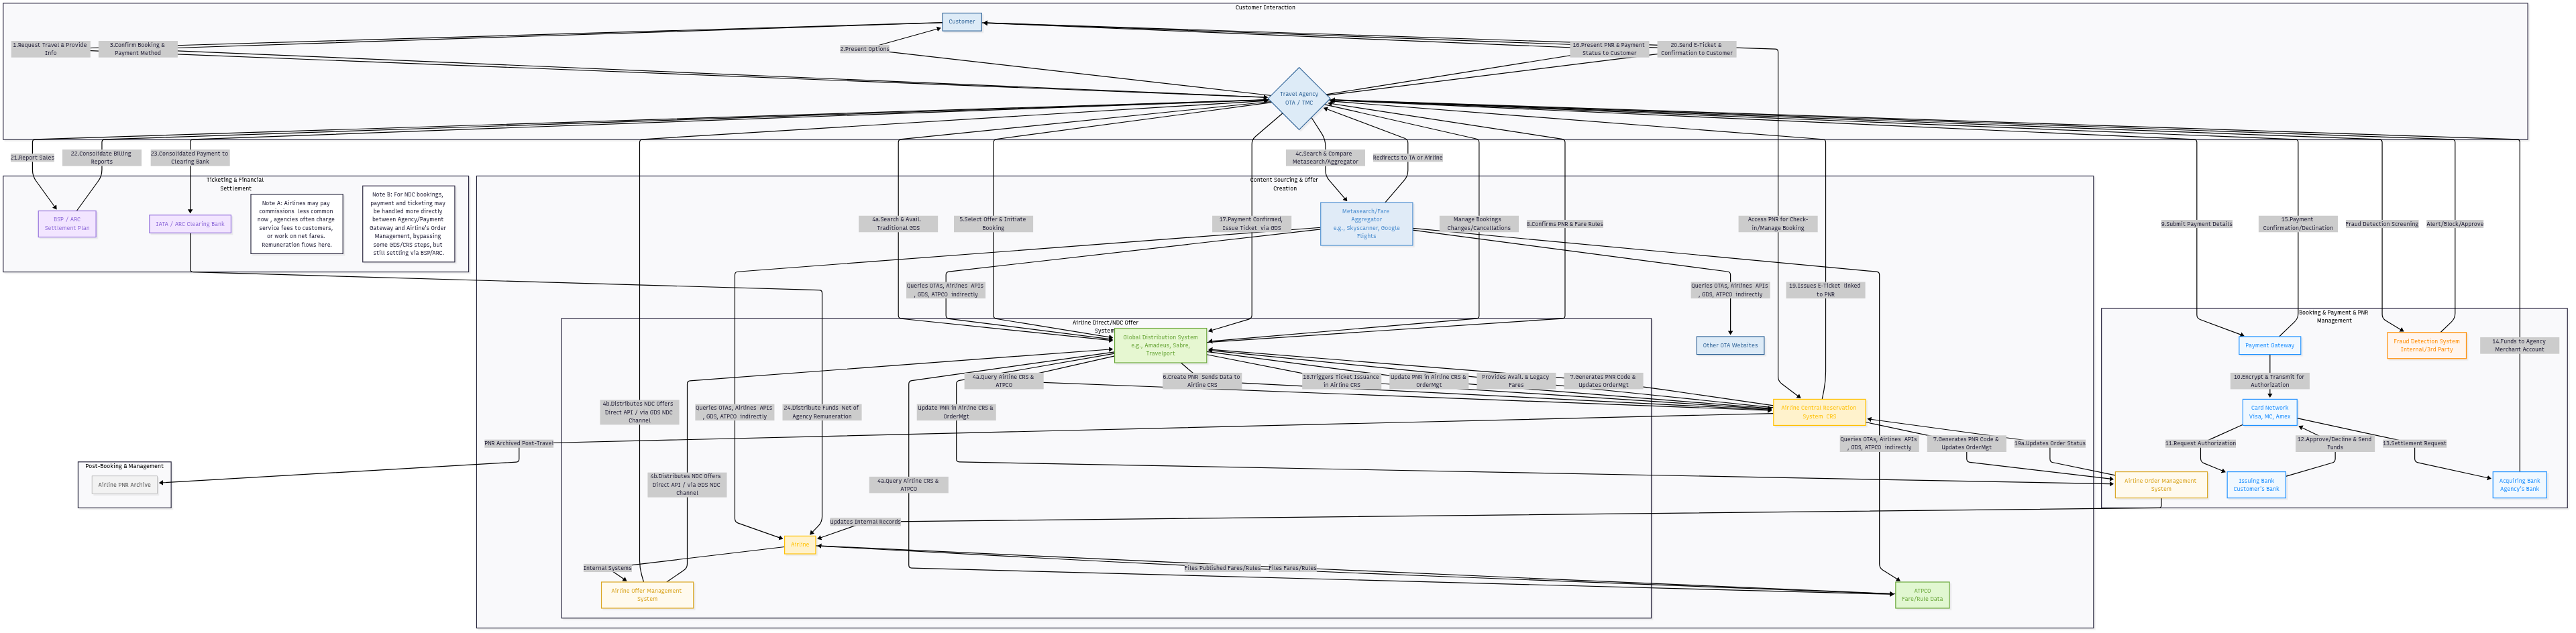 Customer Interaction
Customer
1.Request Travel & Provide
Info
3.Confirm Booking &
Payment Method
2.Present Options
16.Present PNR & Payment
Status to Customer
20.Send E-Ticket &
Confirmation to Customer
Travel Agency
OTA / TMC
21.Report Sales
22.Consolidate Billing
Reports
23.Consolidated Payment to
Clearing Bank
4c.Search & Compare
Metasearch/Aggregator
Redirects to TA or Airline
Ticketing & Financial
Settlement
BSP / ARC
Settlement Plan
IATA / ARC Clearing Bank
Note A: Airlines may pay
commissions less common
now , agencies often charge
service fees to customers,
or work on net fares.
Remuneration flows here.
Note B: For NDC bookings,
payment and ticketing may
be handled more directly
between Agency/Payment
Gateway and Airline's Order
Management, bypassing
some GDS/CRS steps, but
still settling via BSP/ARC.
Content Sourcing & Offer
Creation
4a.Search & Avail.
Traditional GDS
5.Select Offer & Initiate
Booking
17.Payment Confirmed,
Issue Ticket via GDS
Metasearch/Fare
Aggregator
e.g., Skyscanner, Google
Flights
Manage Bookings
Changes/Cancellations
8.Confirms PNR & Fare Rules
Access PNR for Check-
in/Manage Booking
9.Submit Payment Details
15.Payment
Confirmation/Declination
Fraud Detection Screening
Alert/Block/Approve
Queries OTAs, Airlines APIs
, GDS, ATPCO indirectly
Queries OTAs, Airlines APIs
, GDS, ATPCO indirectly
19.Issues E-Ticket linked
to PNR
Airline Direct/NDC Offer
System
Global Distribution System
e.g., Amadeus, Sabre,
Travelport
Other OTA Websites
Booking & Payment & PNR
Management
Payment Gateway
Fraud Detection System
Internal/3rd Party
14.Funds to Agency
Merchant Account
4a.Query Airline CRS &
ATPCO
6.Create PNR Sends Data to
Airline CRS
18.Triggers Ticket Issuance
in Airline CRS
Update PNR in Airline CRS &
OrderMgt
Provides Avail. & Legacy
Fares
7.Generates PNR Code &
Updates OrderMgt
10.Encrypt & Transmit for
Authorization
4b.Distributes NDC Offers
Direct API / via GDS NDC
Channel
Queries OTAs, Airlines APIs
, GDS, ATPCO indirectly
24.Distribute Funds Net of
Agency Remuneration
Update PNR in Airline CRS &
OrderMgt
Airline Central Reservation
System CRS
Card Network
Visa, MC, Amex
PNR Archived Post-Travel
Queries OTAs, Airlines APIs
, GDS, ATPCO indirectly
7.Generates PNR Code &
Updates OrderMgt
19a.Updates Order Status
11.Request Authorization
12.Approve/Decline & Send
Funds
13.Settlement Request
Post-Booking & Management
Airline PNR Archive
4b.Distributes NDC Offers
Direct API / via GDS NDC
Channel
4a.Query Airline CRS &
ATPCO
Airline Order Management
System
Issuing Bank
Customer's Bank
Acquiring Bank
Agency's Bank
Updates Internal Records
Airline
Internal Systems
Files Published Fares/Rules
Files Fares/Rules
Airline Offer Management
System
ATPCO
Fare/Rule Data